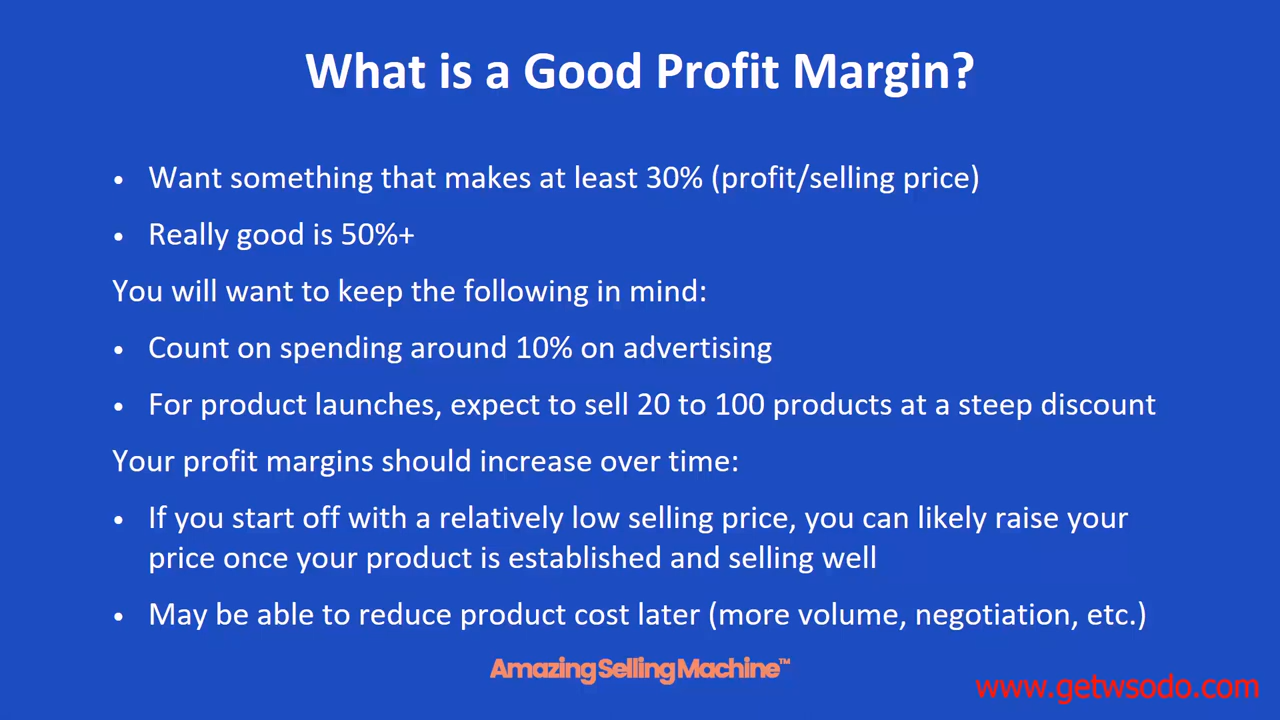 What is a Good Profit Margin?
• Want something that makes at least 30% (profit/selling price)
• Really good is 50%+
You will want to keep the following in mind:
• Count on spending around 10% on advertising
• For product launches, expect to sell 20 to 100 products at a steep discount
Your profit margins should increase over time:
• If you start off with a relatively low selling price, you can likely raise your
price once your product is established and selling well
• May be able to reduce product cost later (more volume, negotiation, etc.)
Amazing Selling Machine™
www.getwsodo.com